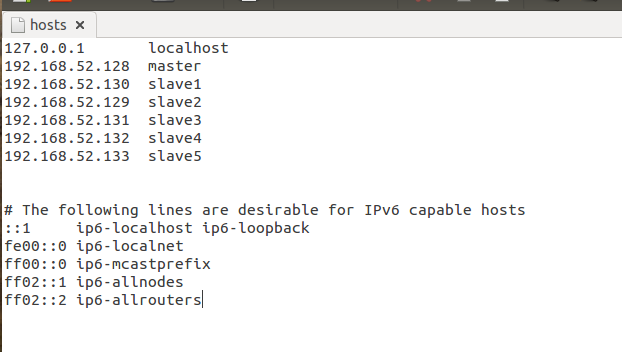 hosts
127.0.0.1 localhost
192.168.52.128 master
192.168.52.130 slave1
192.168.52.129 slave2
192.168.52.131 slave3
192.168.52.132 slave4
192.168.52.133 slave5
# The following lines are desirable for IPv6 capable hosts
::1 ip6-localhost ip6-loopback
fe00::0 ip6-localnet
ff00::0 ip6-mcastprefix
ff02::1 ip6-allnodes
ff02::2 ip6-allrouters